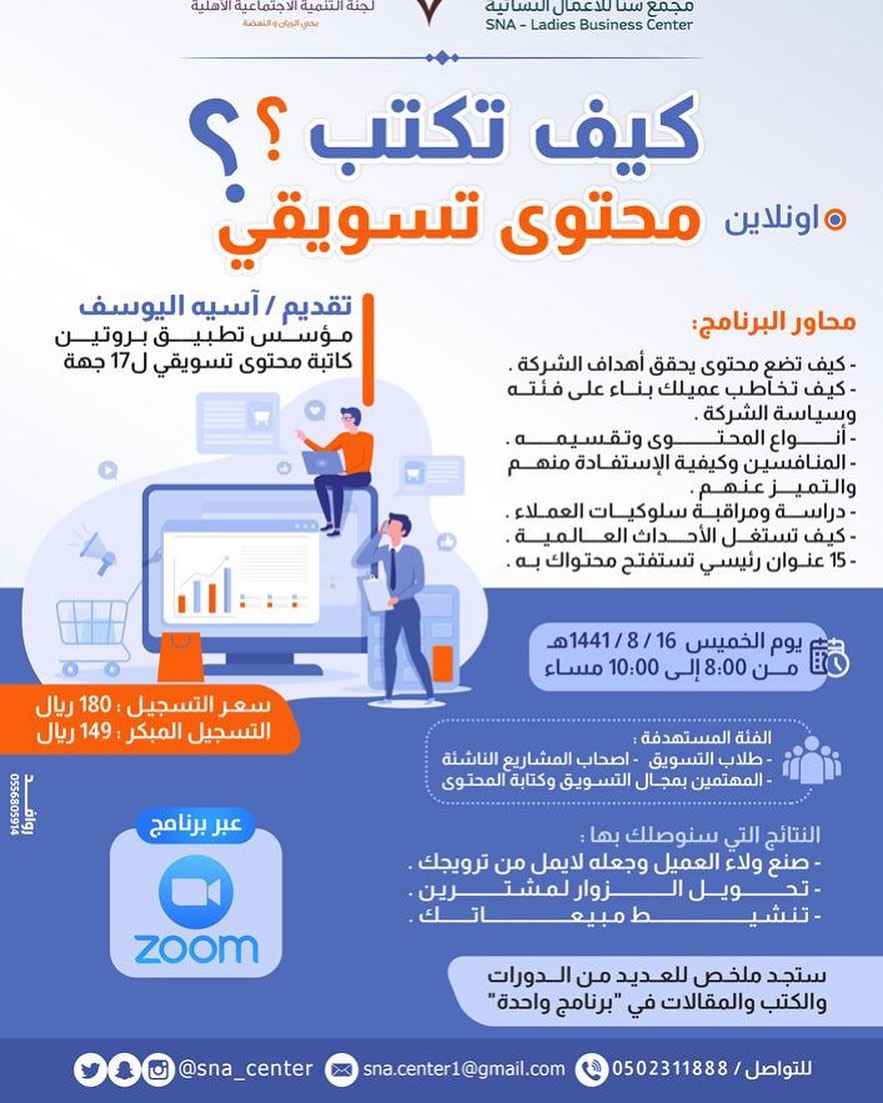 مجمع سنا للأعمال النسائية
SNA - Ladies Business Center
لجنة التنمية الاجتماعية الأهلية
بحي الريان و النهضة
كيف تكتب ؟؟
محتوى تسويقي
اونلاين
تقديم / آسيه اليوسف
مؤسس تطبيق بروتين
كاتبة محتوى تسويقي ل17 جهة
محاور البرنامج:
- كيف تضع محتوى يحقق أهداف الشركة .
- كيف تخاطب عميلك بناء على فئته
وسياسة الشركة .
- أنواع المحتوى وتقسيمه .
- المنافسين وكيفية الإستفادة منهم
والتميز عنهم .
- دراسة ومراقبة سلوكيات العملاء .
- كيف تستغل الأحداث العالمية .
- 15 عنوان رئيسي تستفتح محتواك به .
يوم الخميس 16 / 8 / 1441هـ
من 8:00 إلى 10:00 مساء
سعر التسجيل : 180 ريال
التسجيل المبكر : 149 ريال
الفئة المستهدفة :
- طلاب التسويق - اصحاب المشاريع الناشئة
- المهتمين بمجال التسويق وكتابة المحتوى
النتائج التي سنوصلك بها :
- صنع ولاء العميل وجعله لايمل من ترويجك .
- تحويل الزوار لمشترين .
- تنشيط مبيعاتك .
عبر برنامج
zoom
ستجد ملخص للعديد من الدورات
والكتب والمقالات في "برنامج واحدة"
روافد
0556805914
للتواصل / 0502311888
sna.center1@gmail.com
@sna_center